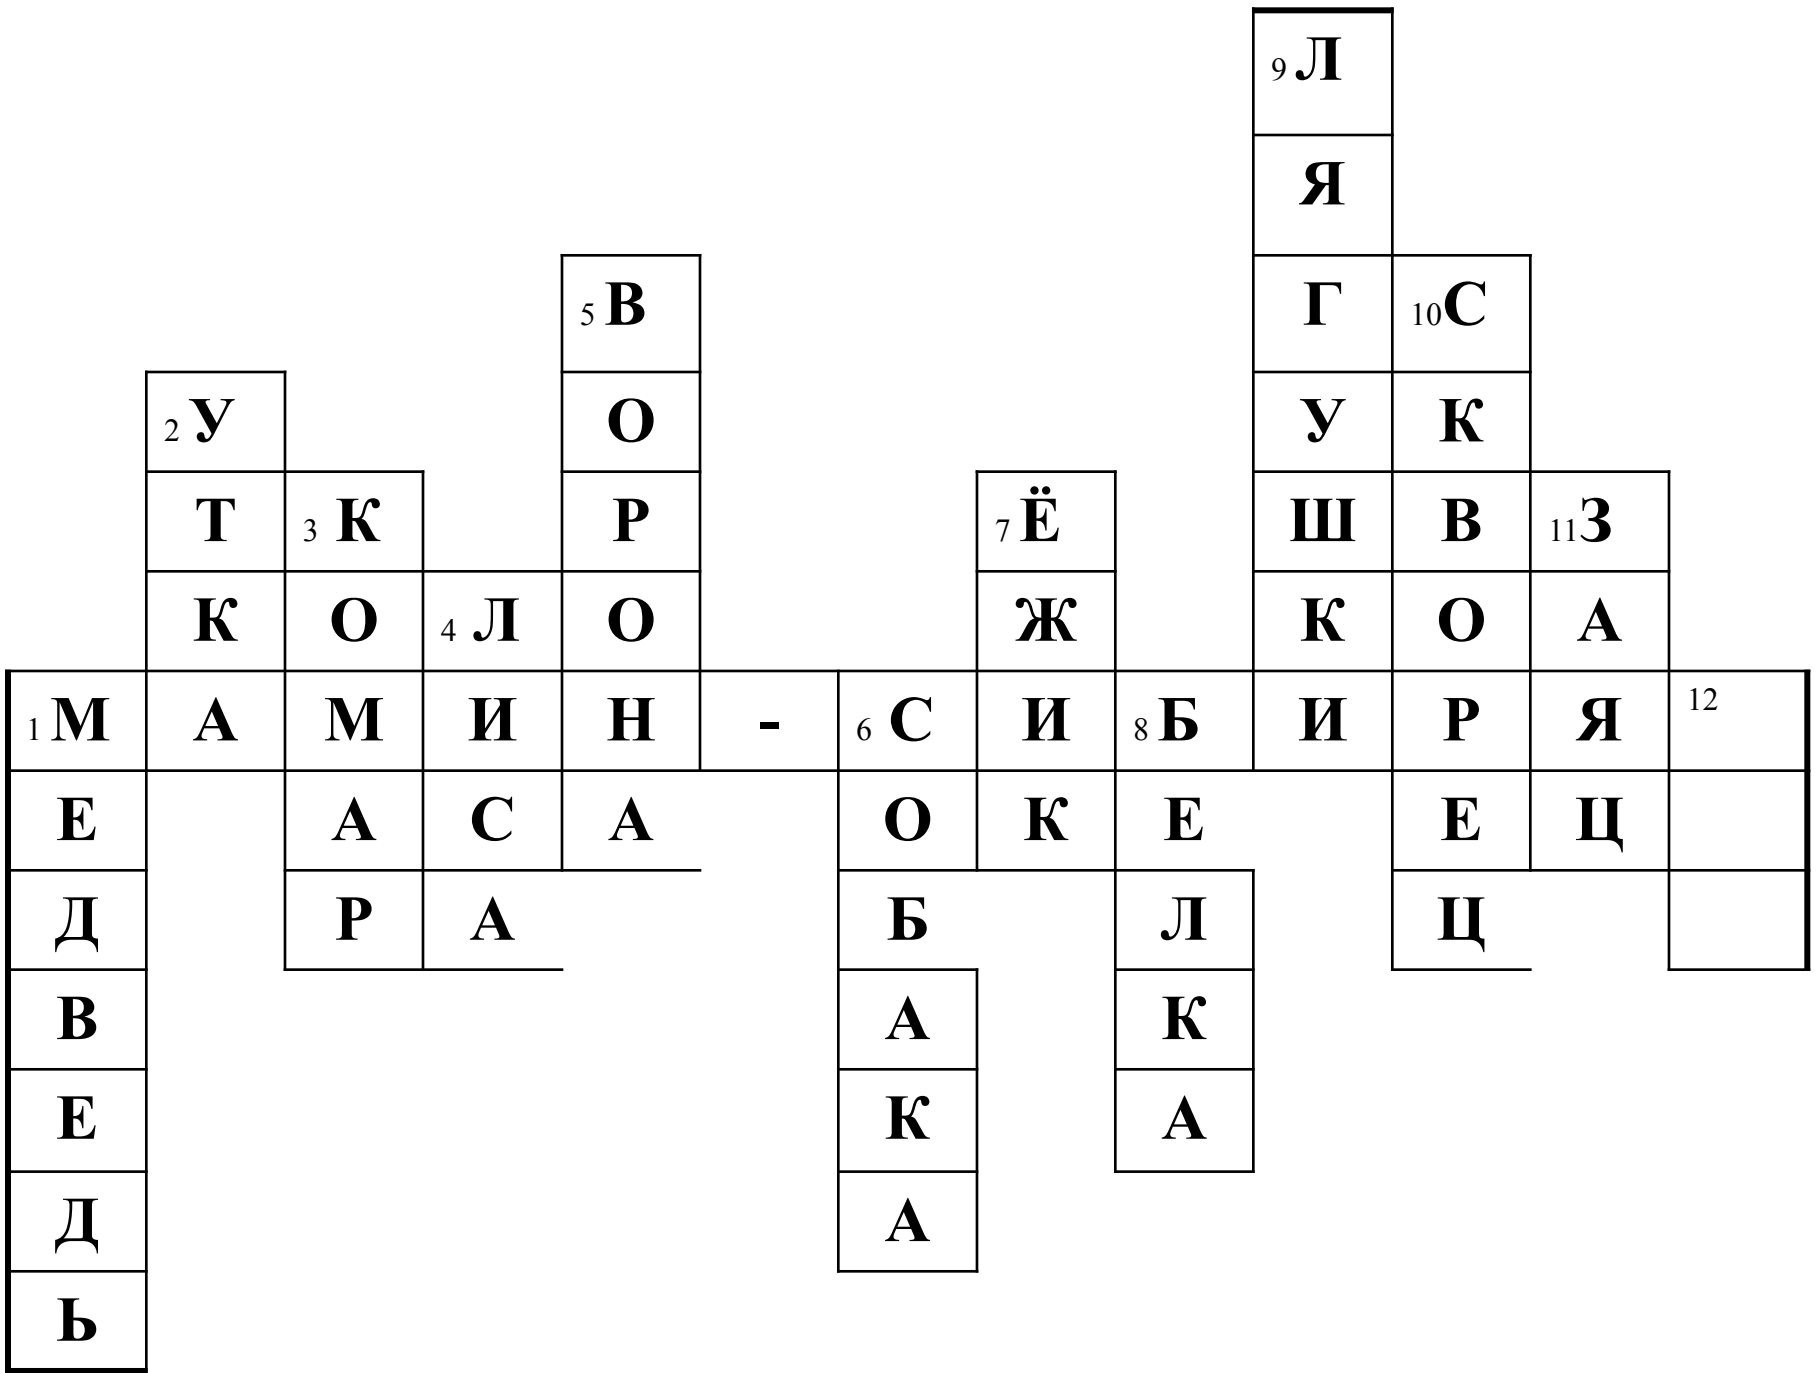 9 Л
Я
5 В Г 10 С
2 У О У К
Т 3 К Р 7 Ё Ш В 11 З
К О 4 Л О Ж К О А
1 М А М И Н - 6 С И 8 Б И Р Я 12
Е А С А О К Е Е Ц
Д Р А Б Л Ц
В А К
Е К А
Д А
Ь